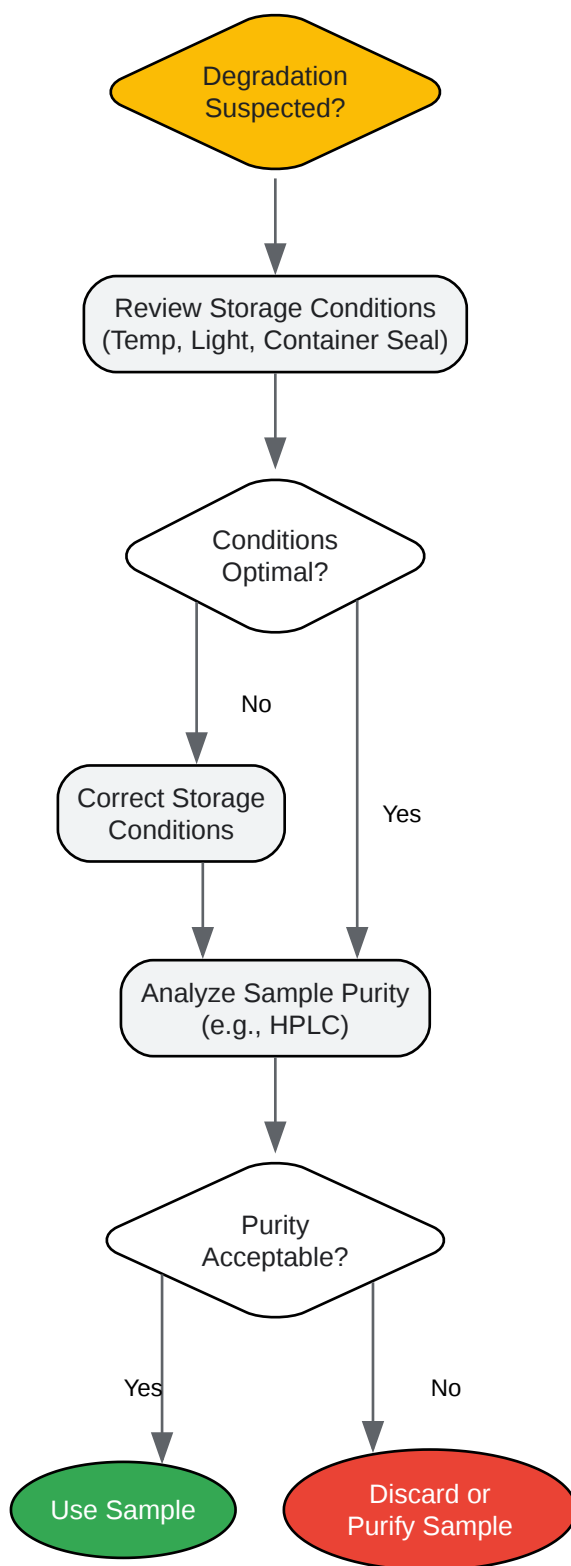 Degradation
Suspected?
Review Storage Conditions
(Temp, Light, Container Seal)
Conditions
Optimal?
No
Correct Storage
Conditions
Yes
Analyze Sample Purity
(e.g., HPLC)
Purity
Acceptable?
Yes
No
Use Sample
Discard or
Purify Sample